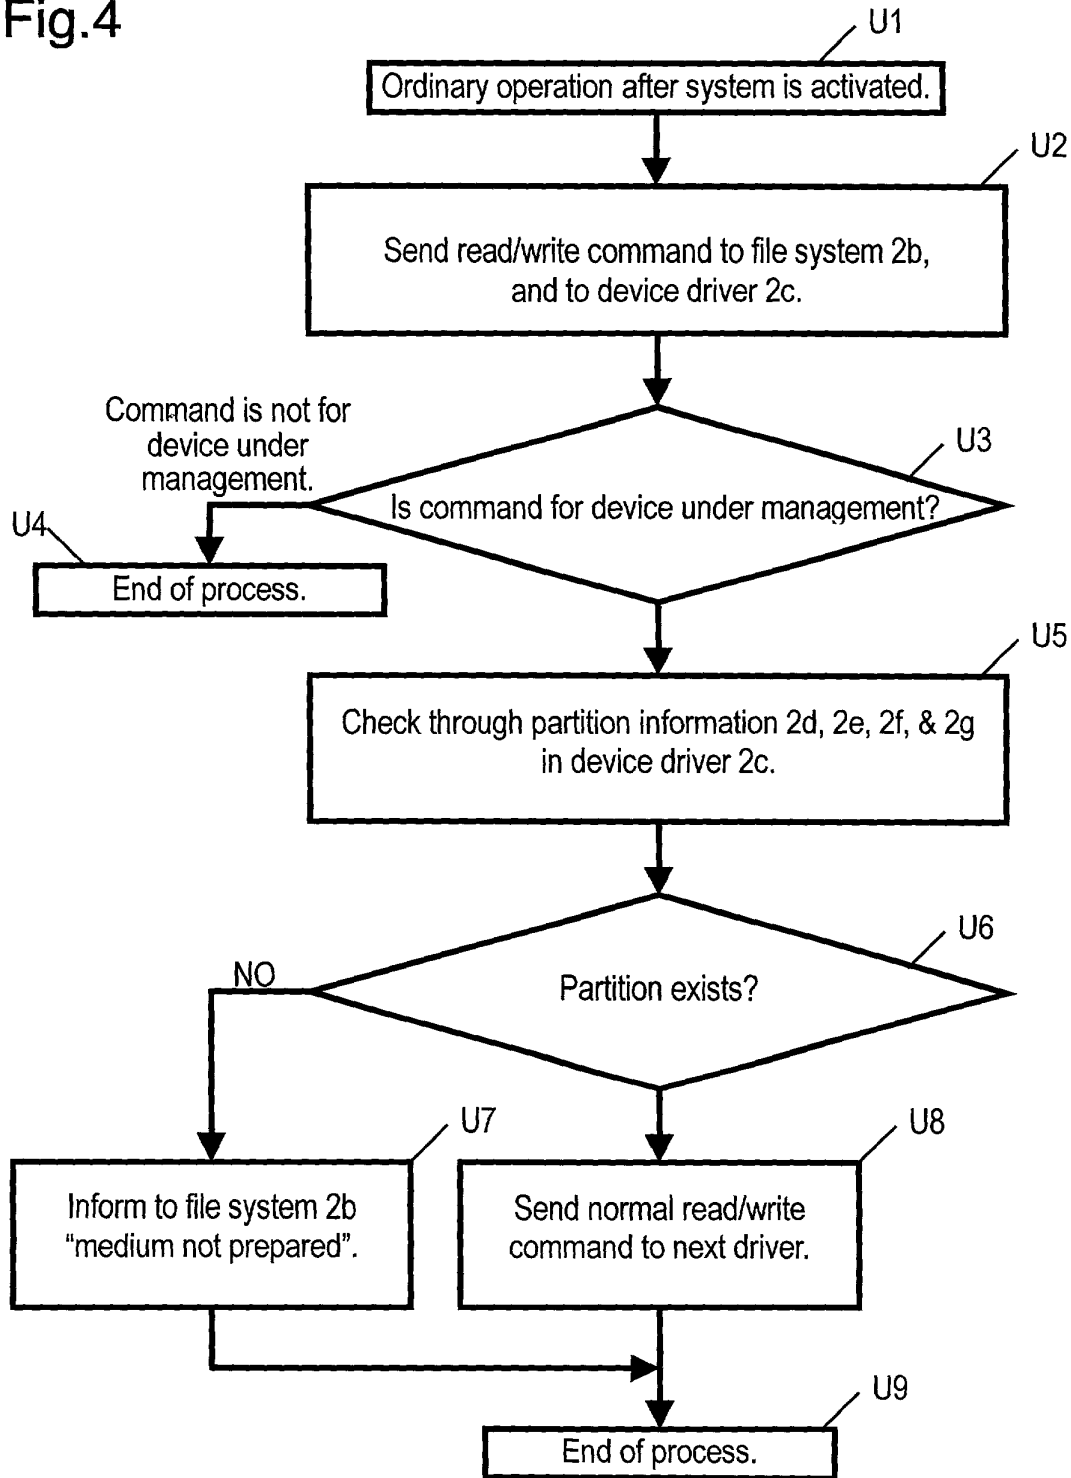 Fig.4
U1
Ordinary operation after system is activated.
U2
Send read/write command to file system 2b,
and to device driver 2c.
Command is not for
device under
management.
U3
Is command for device under management?
U4
End of process.
U5
Check through partition information 2d, 2e, 2f, & 2g
in device driver 2c.
U6
NO
Partition exists?
U7
Inform to file system 2b
“medium not prepared”.
U8
Send normal read/write
command to next driver.
U9
End of process.